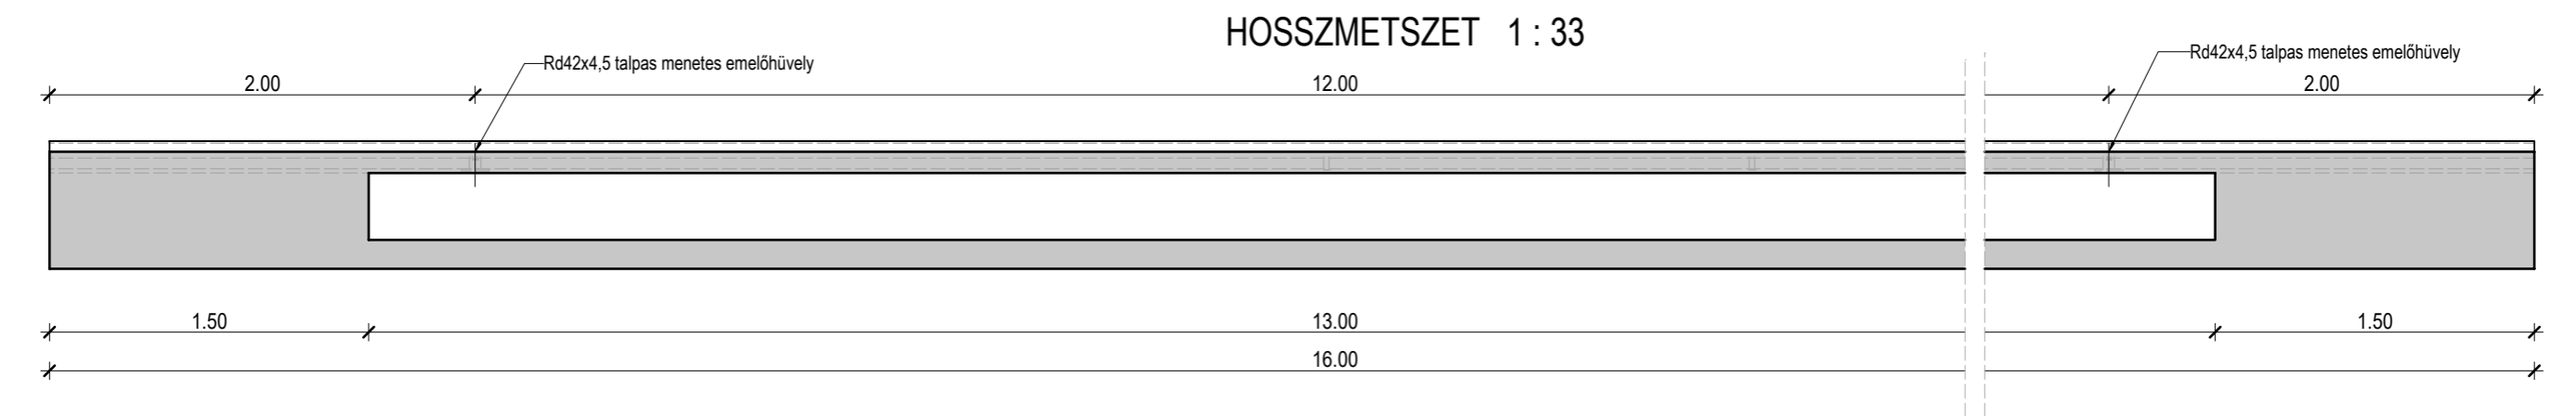 HOSSZMETSZET 1 : 33
Rd42x4,5 talpas menetes emelőhüvely
Rd42x4,5 talpas menetes emelőhüvely
2.00
12.00
2.00
1.50
13.00
1.50
16.00